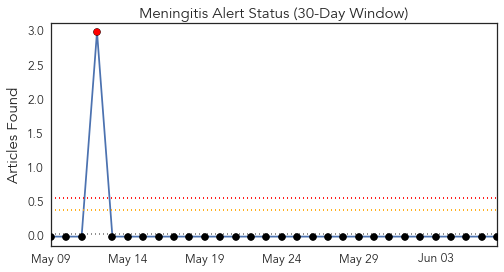 Meningitis Alert Status (30-Day Window)
Articles Found
3.0
2.5
2.0
1.5
1.0
0.5
0.0
May 09 May 14 May 19 May 24 May 29 Jun 03